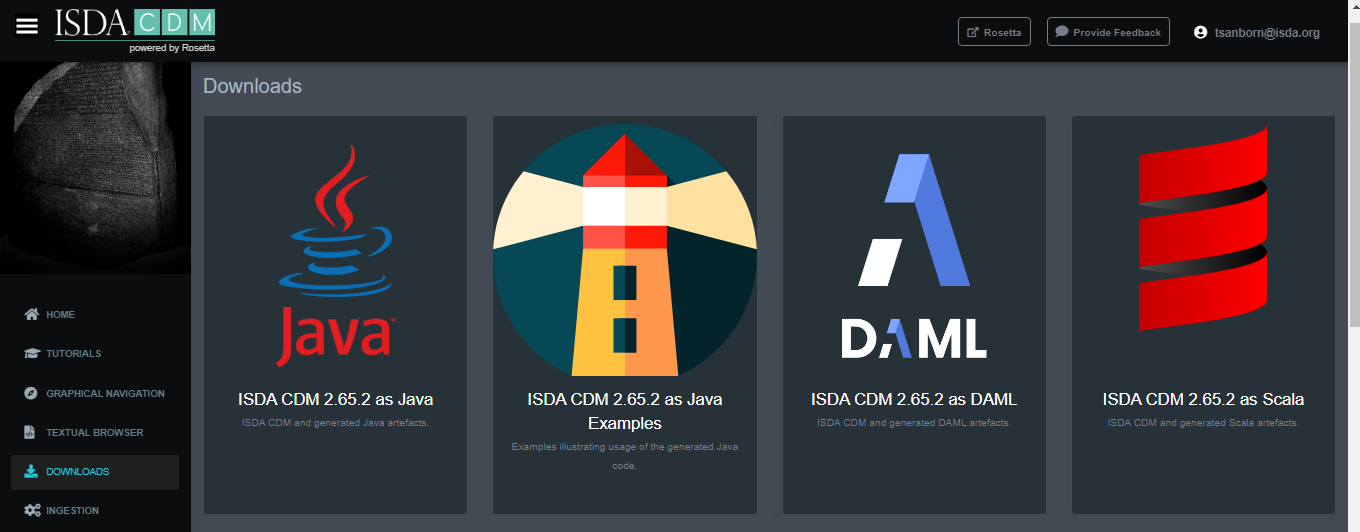 ISDA CDM
powered by Rosetta
Rosetta
Provide Feedback
tsanborn@isda.org
Downloads
HOME
TUTORIALS
GRAPHICAL NAVIGATION
TEXTUAL BROWSER
DOWNLOADS
INGESTION
Java™
ISDA CDM 2.65.2 as Java
ISDA CDM and generated Java artefacts.
ISDA CDM 2.65.2 as Java
Examples
Examples illustrating usage of the generated Java
code.
DAML
ISDA CDM 2.65.2 as DAML
ISDA CDM and generated DAML artefacts.
ISDA CDM 2.65.2 as Scala
ISDA CDM and generated Scala artefacts.